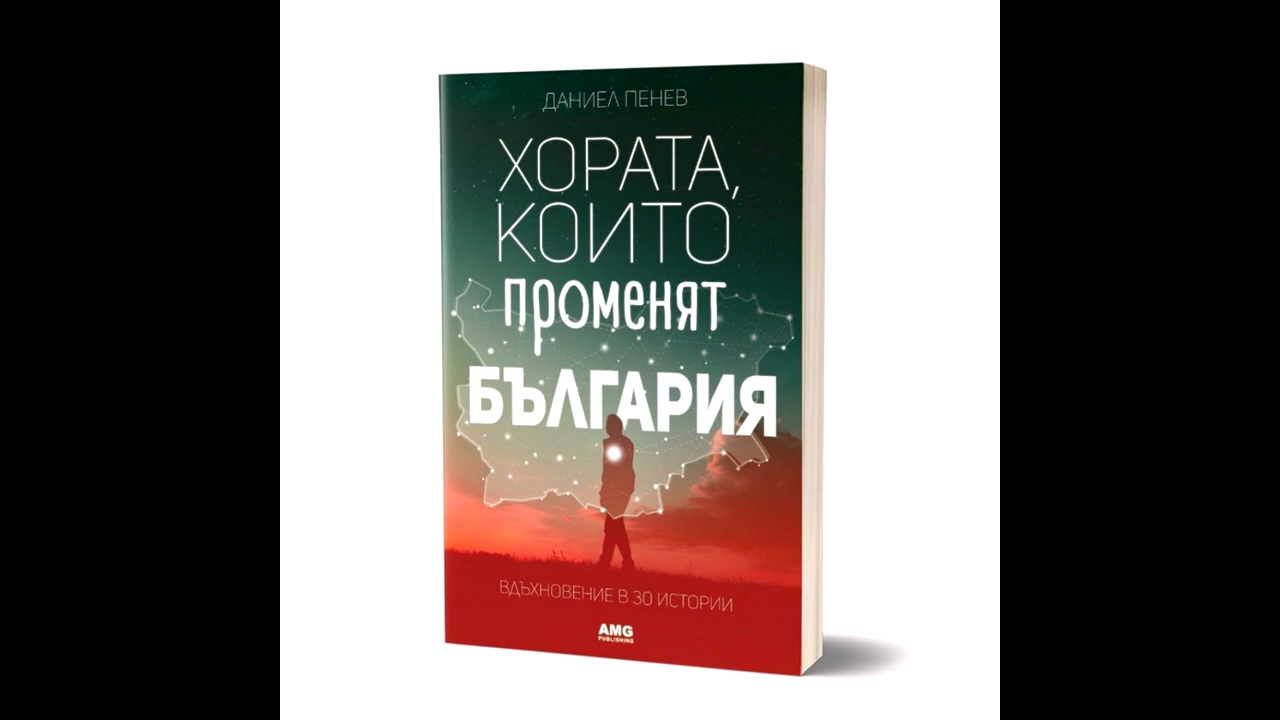 ДАНИЕЛ ПЕНЕВ
ХОРАТА,
КОИТО
променят
БЪЛГАРИЯ
ВДЪХНОВЕНИЕ В 30 ИСТОРИИ
AMG
PUBLISHING